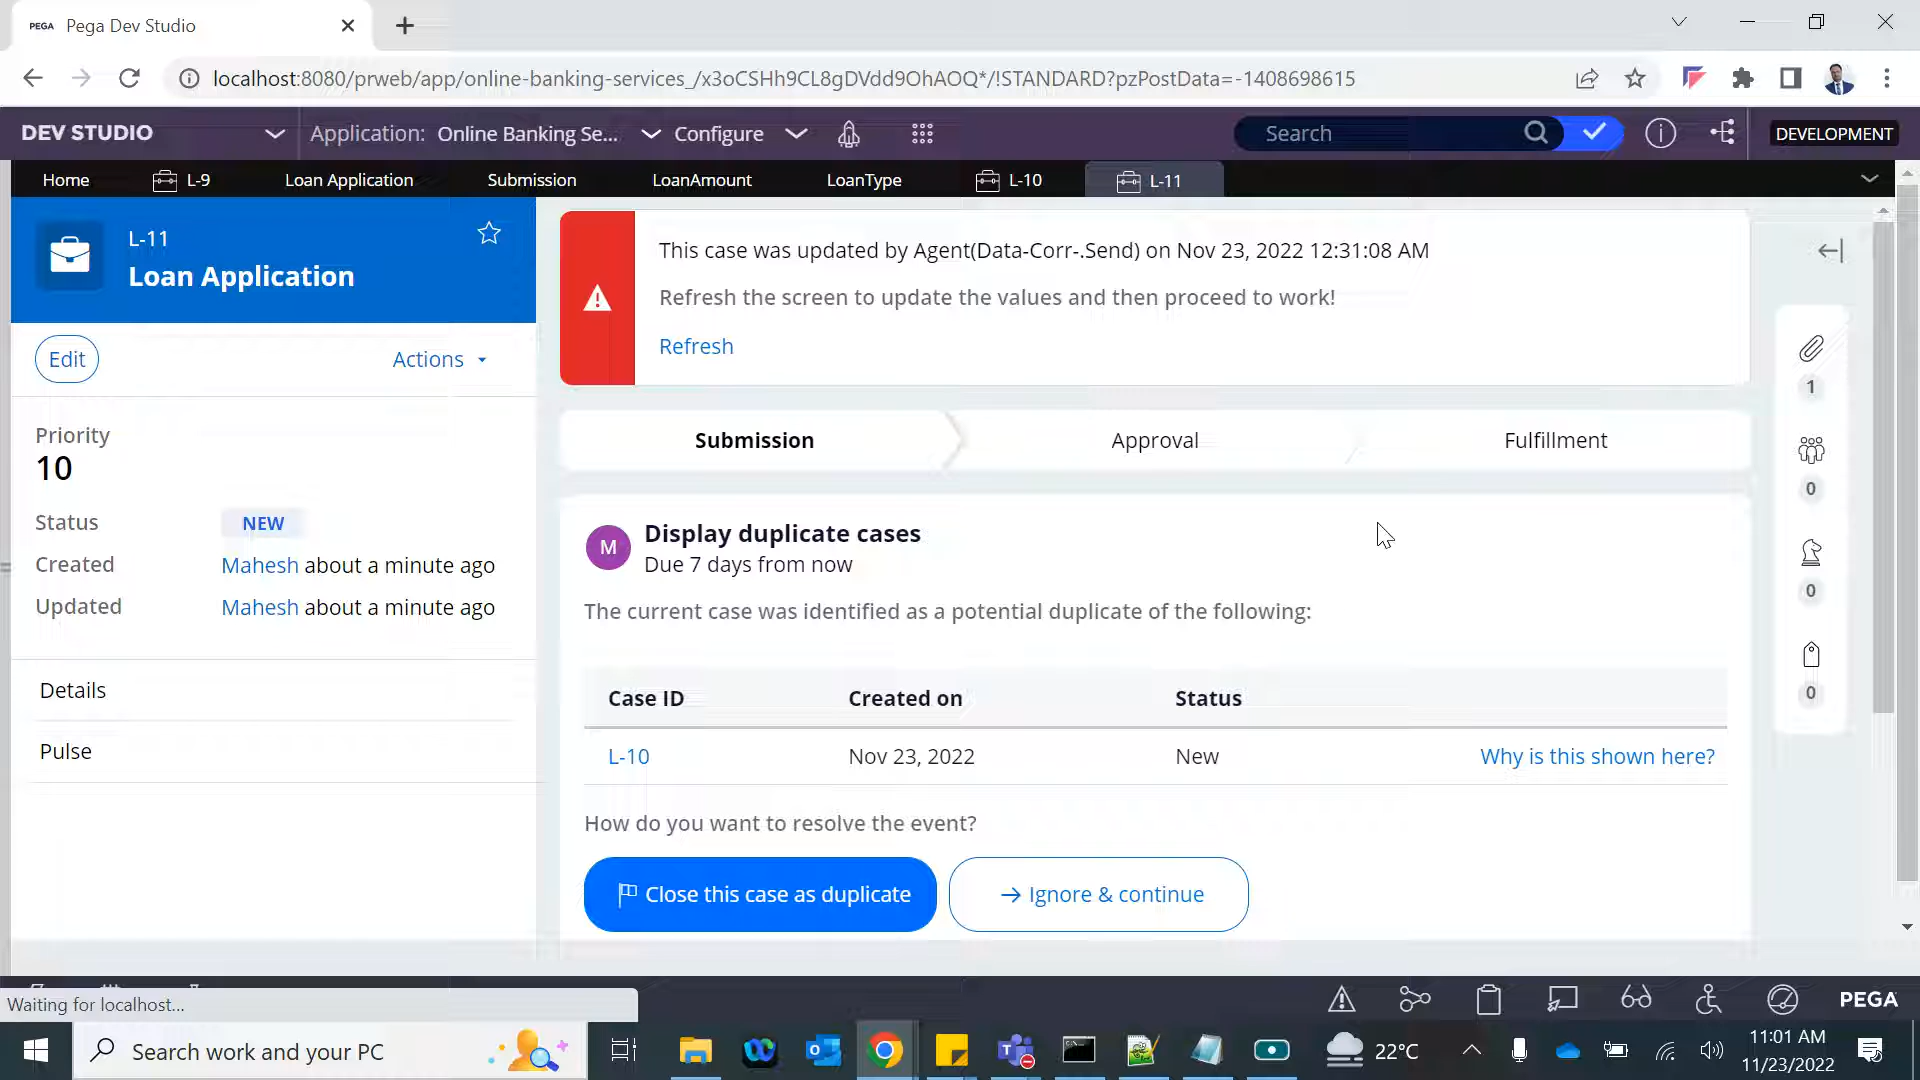 PEGA Pega Dev Studio
localhost:8080/prweb/app/online-banking-services_/x3oCSHh9CL8gDVdd9OhAOQ*/!STANDARD?pzPostData=-1408698615
DEV STUDIO Application: Online Banking Se... Configure Search DEVELOPMENT
Home L-9 Loan Application Submission LoanAmount LoanType L-10 L-11
L-11
Loan Application
Edit Actions
Priority
10
Status NEW
Created Mahesh about a minute ago
Updated Mahesh about a minute ago
Details
Pulse
This case was updated by Agent(Data-Corr-.Send) on Nov 23, 2022 12:31:08 AM
Refresh the screen to update the values and then proceed to work!
Refresh
Submission Approval Fulfillment
M Display duplicate cases
Due 7 days from now
The current case was identified as a potential duplicate of the following:
Case ID Created on Status
L-10 Nov 23, 2022 New Why is this shown here?
How do you want to resolve the event?
Close this case as duplicate Ignore & continue
1
0
0
0
Waiting for localhost...
PEGA
Search work and your PC
22°C
11:01 AM
11/23/2022